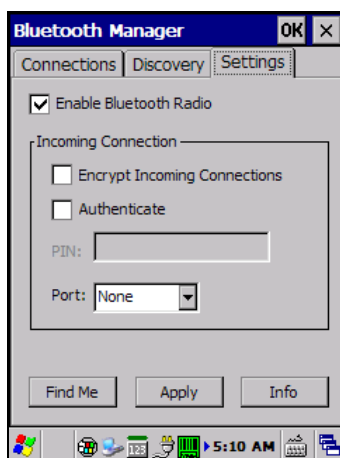 Bluetooth Manager OK ×
Connections Discovery Settings
Enable Bluetooth Radio
Incoming Connection
Encrypt Incoming Connections
Authenticate
PIN:
Port: None
Find Me Apply Info
123 5:10 AM